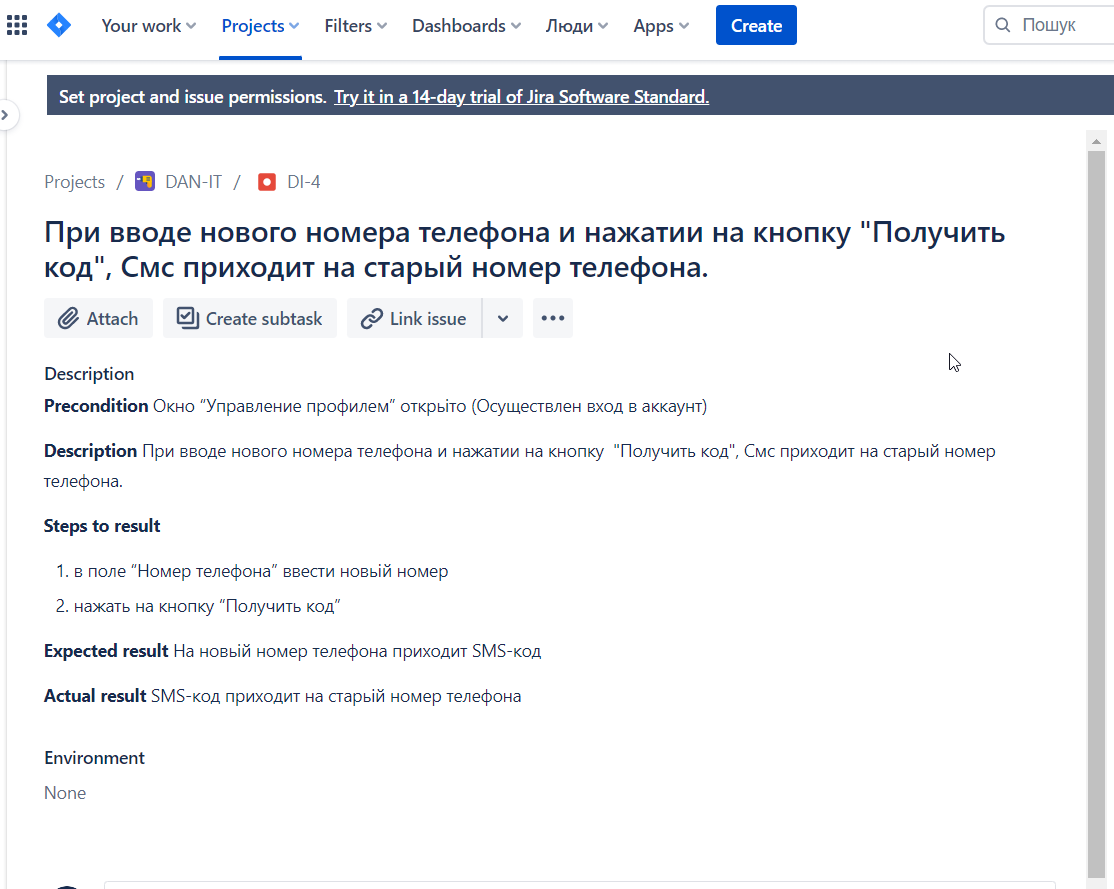 Your work Projects Filters Dashboards Люди Apps Create Пошук
Set project and issue permissions. Try it in a 14-day trial of Jira Software Standard.
Projects / DAN-IT / DI-4
При вводе нового номера телефона и нажатии на кнопку "Получить
код", Смс приходит на старый номер телефона.
Attach Create subtask Link issue
Description
Precondition Окно “Управление профилем” открыто (Осуществлен вход в аккаунт)
Description При вводе нового номера телефона и нажатии на кнопку "Получить код", Смс приходит на старый номер
телефона.
Steps to result
1. в поле “Номер телефона” ввести новый номер
2. нажать на кнопку “Получить код”
Expected result На новый номер телефона приходит SMS-код
Actual result SMS-код приходит на старый номер телефона
Environment
None